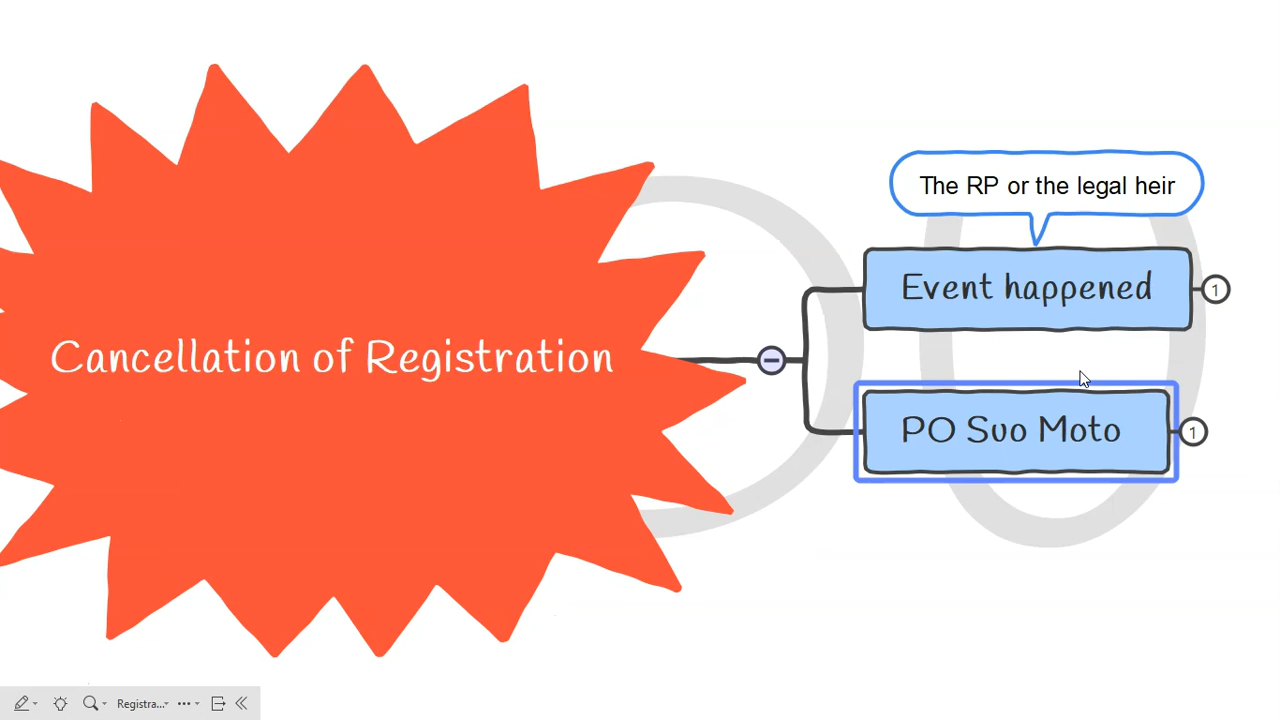 The RP or the legal heir
Event happened
1
Cancellation of Registration
PO Suo Moto
1
Registra...